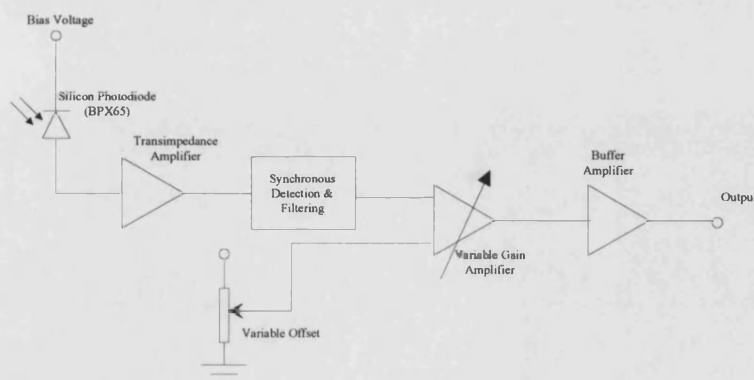 Bias Voltage
Silicon Photodiode
(BPX65)
Transimpedance
Amplifier
Synchronous
Detection &
Filtering
Buffer
Amplifier
Output
Variable Gain
Amplifier
Variable Offset